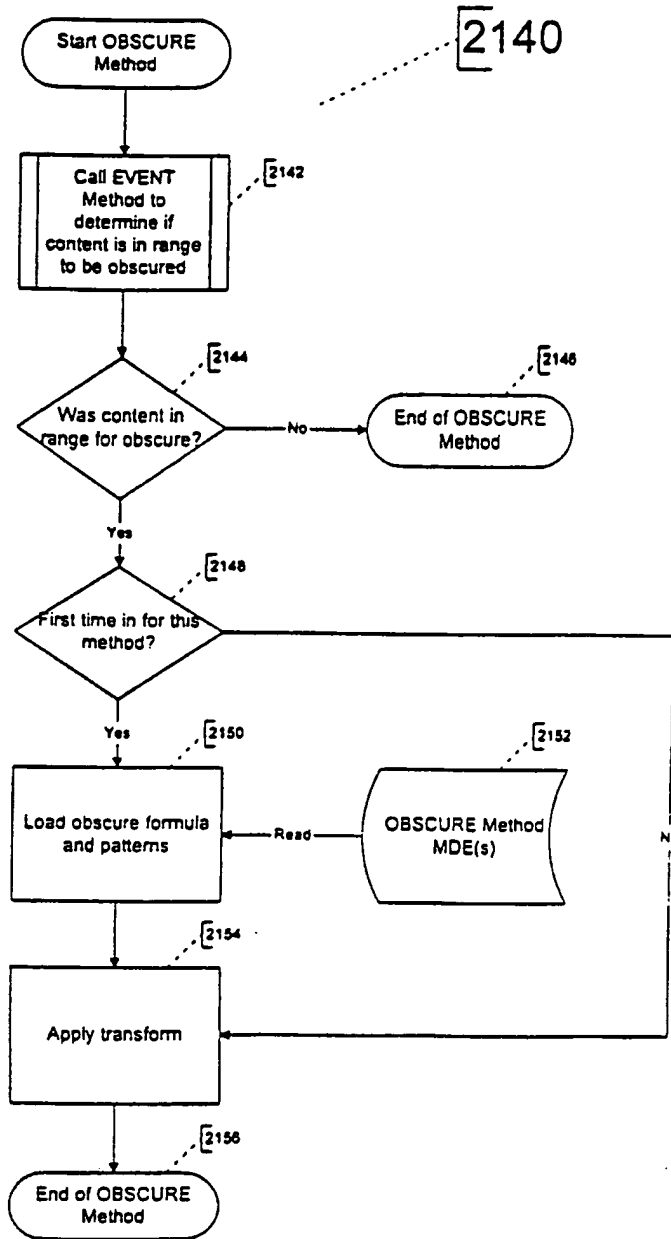 Start OBSCURE
Method
2140
Call EVENT
Method to
determine if
content is in range
to be obscured
2142
Was content in
range for obscure?
2144
No
End of OBSCURE
Method
2146
Yes
First time in for this
method?
2148
Yes
Load obscure formula
and patterns
2150
Read
OBSCURE Method
MDE(s)
2152
N
Apply transform
2154
End of OBSCURE
Method
2156